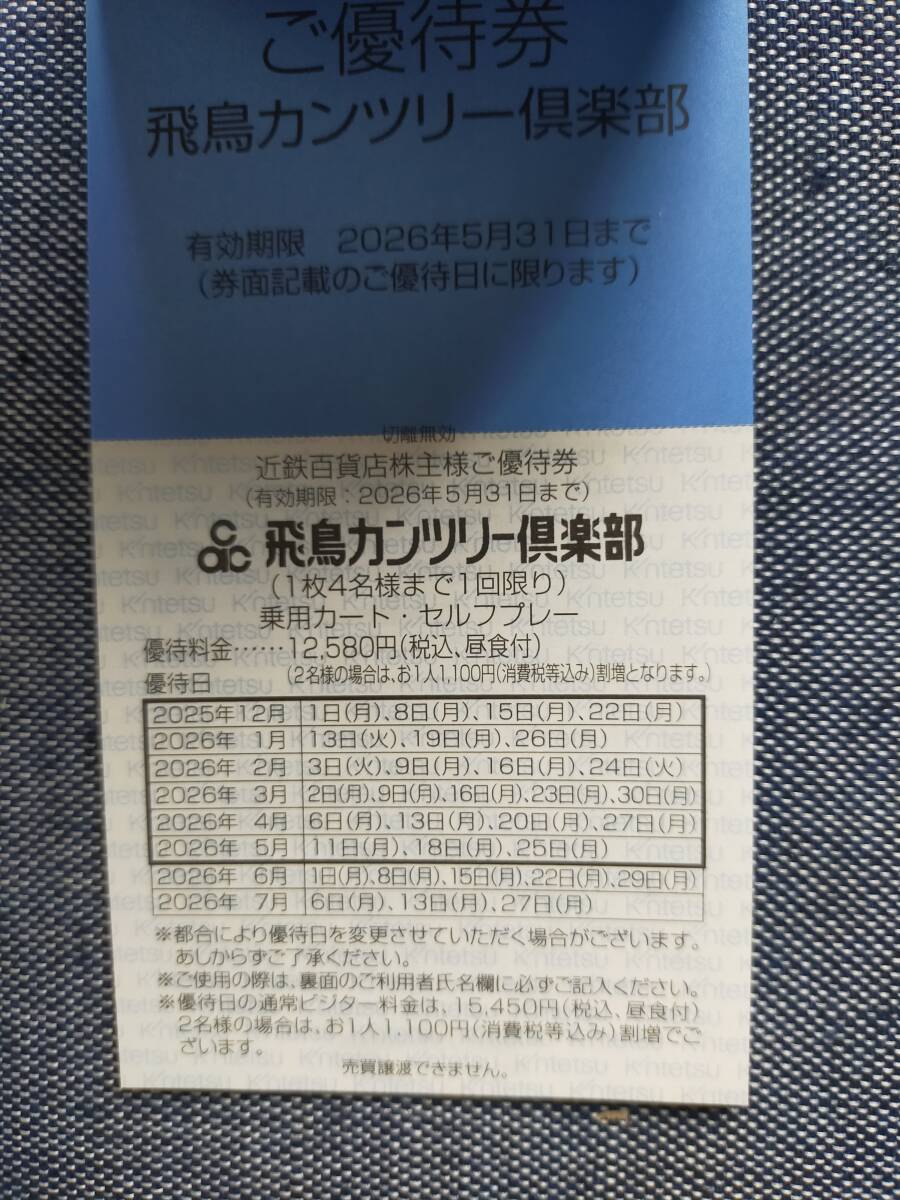 ご優待券
飛鳥カンツリー倶楽部
有効期限 2026年5月31日まで
(券面記載のご優待日に限ります)
切離無効
近鉄百貨店株主様ご優待券
(有効期限:2026年5月31日まで)
飛鳥カンツリー倶楽部
(1枚4名様まで1回限り)
乗用カート・セルフプレー
優待料金……12,580円(税込、昼食付)
優待日 (2名様の場合は、お1人1,100円(消費税等込み)割増となります。)
2025年12月 1日(月)、8日(月)、15日(月)、22日(月)
2026年 1月 13日(火)、19日(月)、26日(月)
2026年 2月 3日(火)、9日(月)、16日(月)、24日(火)
2026年 3月 2日(月)、9日(月)、16日(月)、23日(月)、30日(月)
2026年 4月 6日(月)、13日(月)、20日(月)、27日(月)
2026年 5月 11日(月)、18日(月)、25日(月)
2026年 6月 1日(月)、8日(月)、15日(月)、22日(月)、29日(月)
2026年 7月 6日(月)、13日(月)、27日(月)
※都合により優待日を変更させていただく場合がございます。
あしからずご了承ください。
※ご使用の際は、裏面のご利用者氏名欄に必ずご記入ください。
※優待日の通常ビジター料金は、15,450円(税込、昼食付)
2名様の場合は、お1人1,100円(消費税等込み)割増でご
ざいます。
売買譲渡できません。